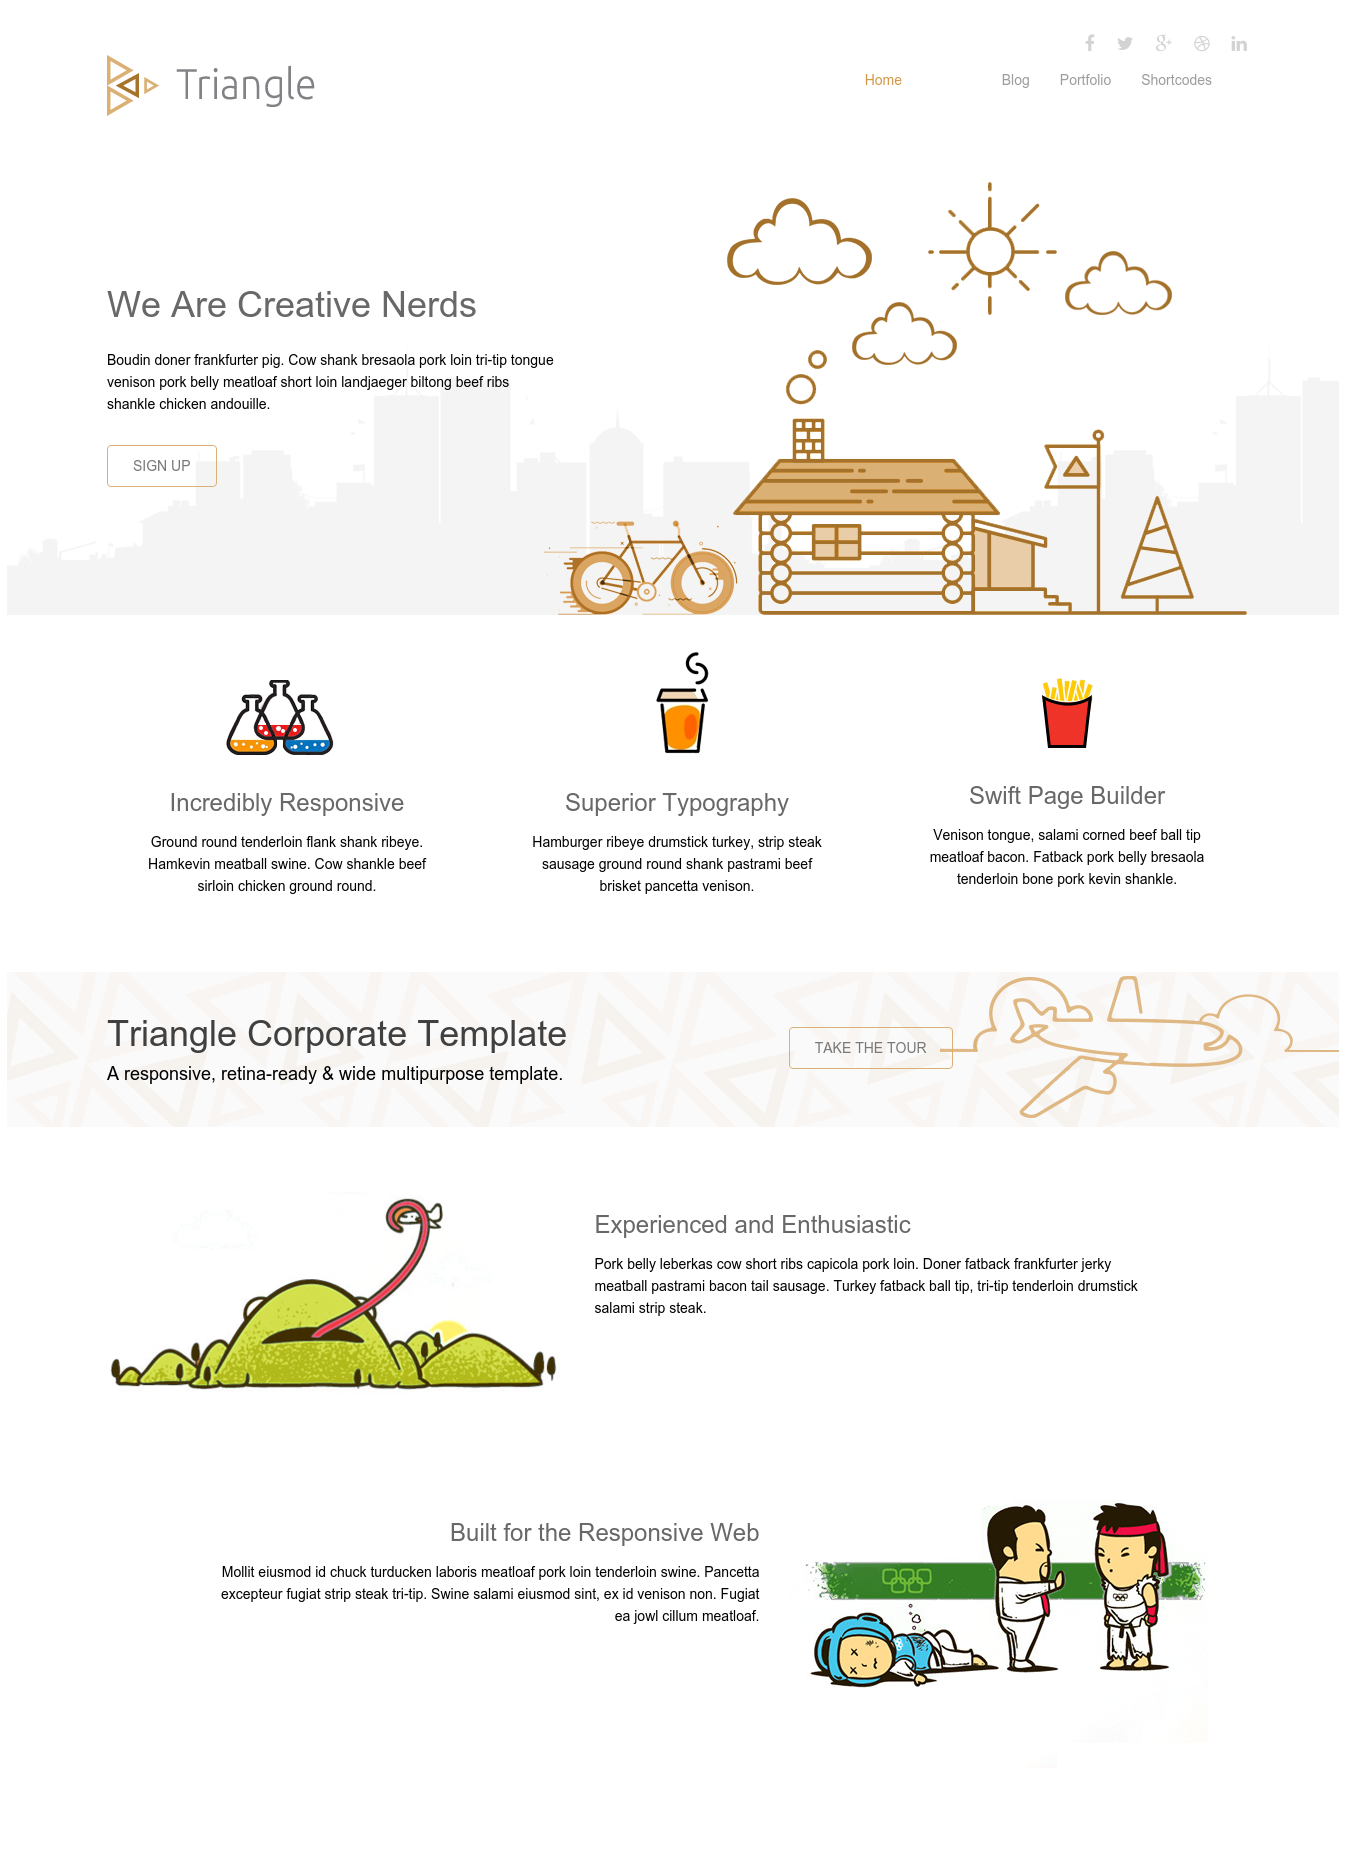 Triangle
Home Blog Portfolio Shortcodes
We Are Creative Nerds
Boudin doner frankfurter pig. Cow shank bresaola pork loin tri-tip tongue
venison pork belly meatloaf short loin landjaeger biltong beef ribs
shankle chicken andouille.
SIGN UP
Incredibly Responsive
Ground round tenderloin flank shank ribeye.
Hamkevin meatball swine. Cow shankle beef
sirloin chicken ground round.
Superior Typography
Hamburger ribeye drumstick turkey, strip steak
sausage ground round shank pastrami beef
brisket pancetta venison.
Swift Page Builder
Venison tongue, salami corned beef ball tip
meatloaf bacon. Fatback pork belly bresaola
tenderloin bone pork kevin shankle.
Triangle Corporate Template
A responsive, retina-ready & wide multipurpose template.
TAKE THE TOUR
Experienced and Enthusiastic
Pork belly leberkas cow short ribs capicola pork loin. Doner fatback frankfurter jerky
meatball pastrami bacon tail sausage. Turkey fatback ball tip, tri-tip tenderloin drumstick
salami strip steak.
Built for the Responsive Web
Mollit eiusmod id chuck turducken laboris meatloaf pork loin tenderloin swine. Pancetta
excepteur fugiat strip steak tri-tip. Swine salami eiusmod sint, ex id venison non. Fugiat
ea jowl cillum meatloaf.